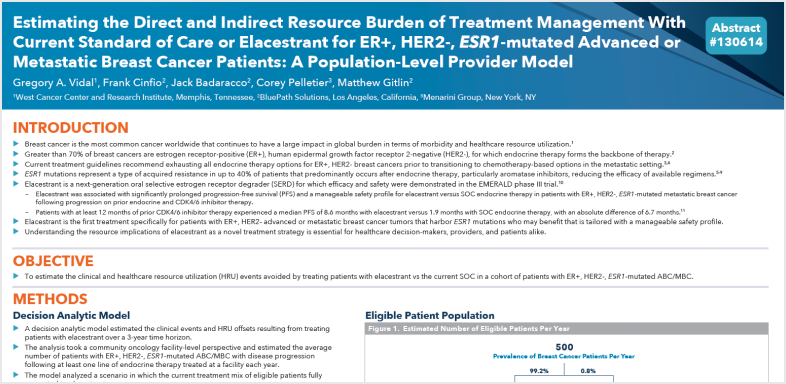 Estimating the Direct and Indirect Resource Burden of Treatment Management With
Current Standard of Care or Elacestrant for ER+, HER2-, ESR1-mutated Advanced or
Metastatic Breast Cancer Patients: A Population-Level Provider Model
Abstract
#130614
Gregory A. Vidal¹, Frank Cinfio², Jack Badaracco², Corey Pelletier³, Matthew Gitlin²
¹West Cancer Center and Research Institute, Memphis, Tennessee, ²BluePath Solutions, Los Angeles, California, ³Menarini Group, New York, NY
INTRODUCTION
Breast cancer is the most common cancer worldwide that continues to have a large impact in global burden in terms of morbidity and healthcare resource utilization.¹
Greater than 70% of breast cancers are estrogen receptor-positive (ER+), human epidermal growth factor receptor 2-negative (HER2-), for which endocrine therapy forms the backbone of therapy.²
Current treatment guidelines recommend exhausting all endocrine therapy options for ER+, HER2- breast cancers prior to transitioning to chemotherapy-based options in the metastatic setting.³,⁴
ESR1 mutations represent a type of acquired resistance in up to 40% of patients that predominantly occurs after endocrine therapy, particularly aromatase inhibitors, reducing the efficacy of available regimens.⁵-⁹
Elacestrant is a next-generation oral selective estrogen receptor degrader (SERD) for which efficacy and safety were demonstrated in the EMERALD phase III trial.¹⁰
– Elacestrant was associated with significantly prolonged progression-free survival (PFS) and a manageable safety profile for elacestrant versus SOC endocrine therapy in patients with ER+, HER2-, ESR1-mutated metastatic breast cancer
following progression on prior endocrine and CDK4/6 inhibitor therapy.
– Patients with at least 12 months of prior CDK4/6 inhibitor therapy experienced a median PFS of 8.6 months with elacestrant versus 1.9 months with SOC endocrine therapy, with an absolute difference of 6.7 months.¹¹
Elacestrant is the first treatment specifically for patients with ER+, HER2- advanced or metastatic breast cancer tumors that harbor ESR1 mutations who may benefit that is tailored with a manageable safety profile.
Understanding the resource implications of elacestrant as a novel treatment strategy is essential for healthcare decision-makers, providers, and patients alike.
OBJECTIVE
To estimate the clinical and healthcare resource utilization (HRU) events avoided by treating patients with elacestrant vs the current SOC in a cohort of patients with ER+, HER2-, ESR1-mutated ABC/MBC.
METHODS
Decision Analytic Model
A decision analytic model estimated the clinical events and HRU offsets resulting from treating
patients with elacestrant over a 3-year time horizon.
The analysis took a community oncology facility-level perspective and estimated the average
number of patients with ER+, HER2-, ESR1-mutated ABC/MBC with disease progression
following at least one line of endocrine therapy treated at a facility each year.
The model analyzed a scenario in which the current treatment mix of eligible patients fully
Eligible Patient Population
Figure 1. Estimated Number of Eligible Patients Per Year
500
Prevalence of Breast Cancer Patients Per Year
99.2% 0.8%